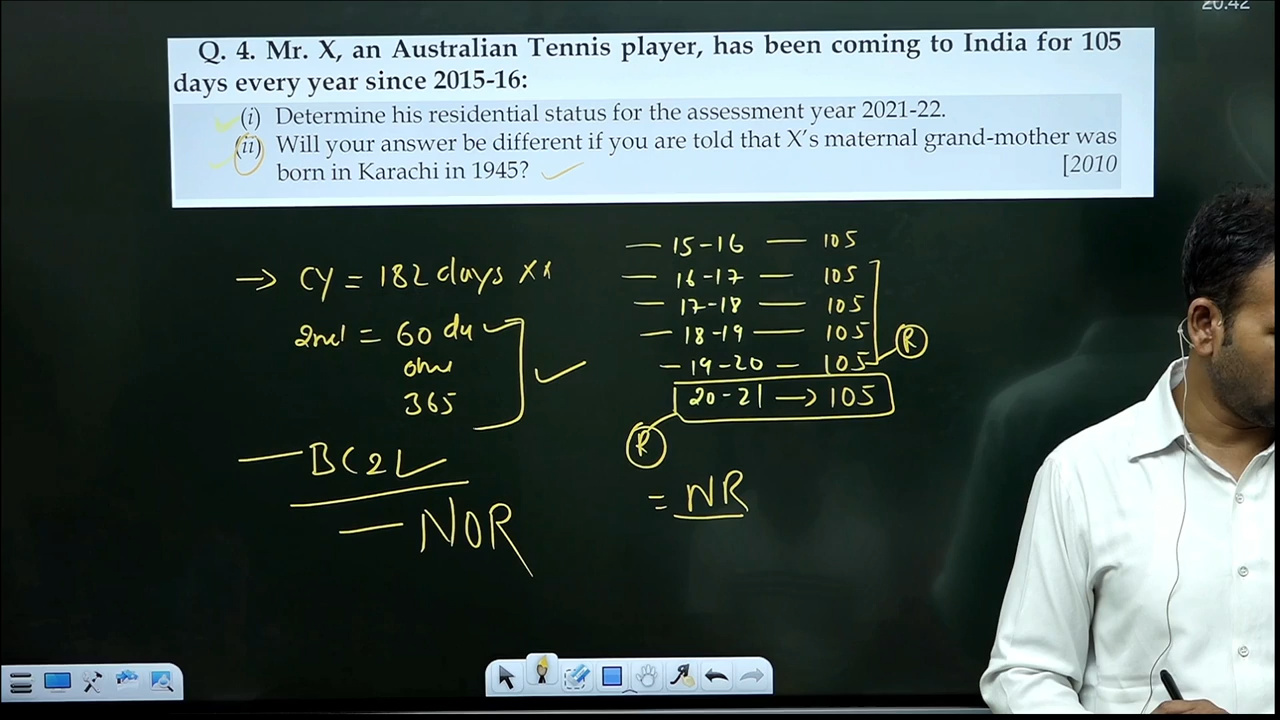 20:42
Q. 4. Mr. X, an Australian Tennis player, has been coming to India for 105
days every year since 2015-16:
(i) Determine his residential status for the assessment year 2021-22.
(ii) Will your answer be different if you are told that X's maternal grand-mother was
born in Karachi in 1945? [2010
→ CY = 182 days xx
2nd = 60 du
365
— BC2L
— NOR
— 15-16 — 105
— 16-17 — 105
— 17-18 — 105
— 18-19 — 105
— 19-20 — 105
R
20-21 → 105
R
= NR